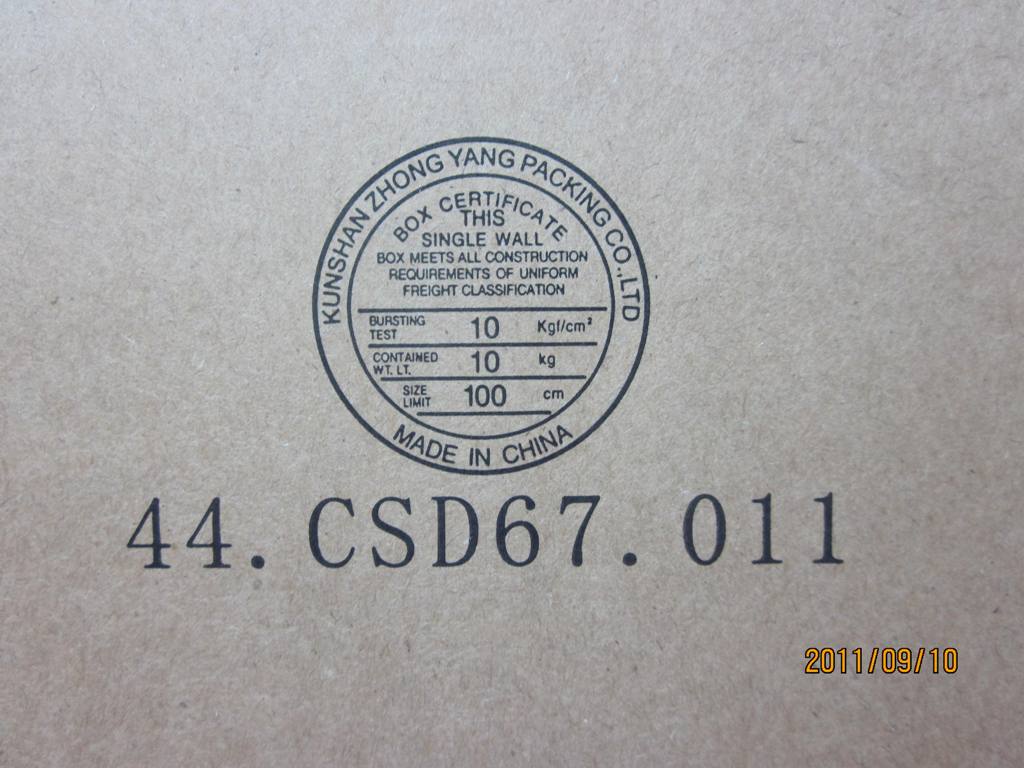 KUNSHAN ZHONG YANG PACKING CO.,LTD
BOX CERTIFICATE
THIS
SINGLE WALL
BOX MEETS ALL CONSTRUCTION
REQUIREMENTS OF UNIFORM
FREIGHT CLASSIFICATION
BURSTING TEST 10 Kgf/cm²
CONTAINED WT. LT. 10 kg
SIZE LIMIT 100 cm
MADE IN CHINA
44. CSD67. 011
2011/09/10